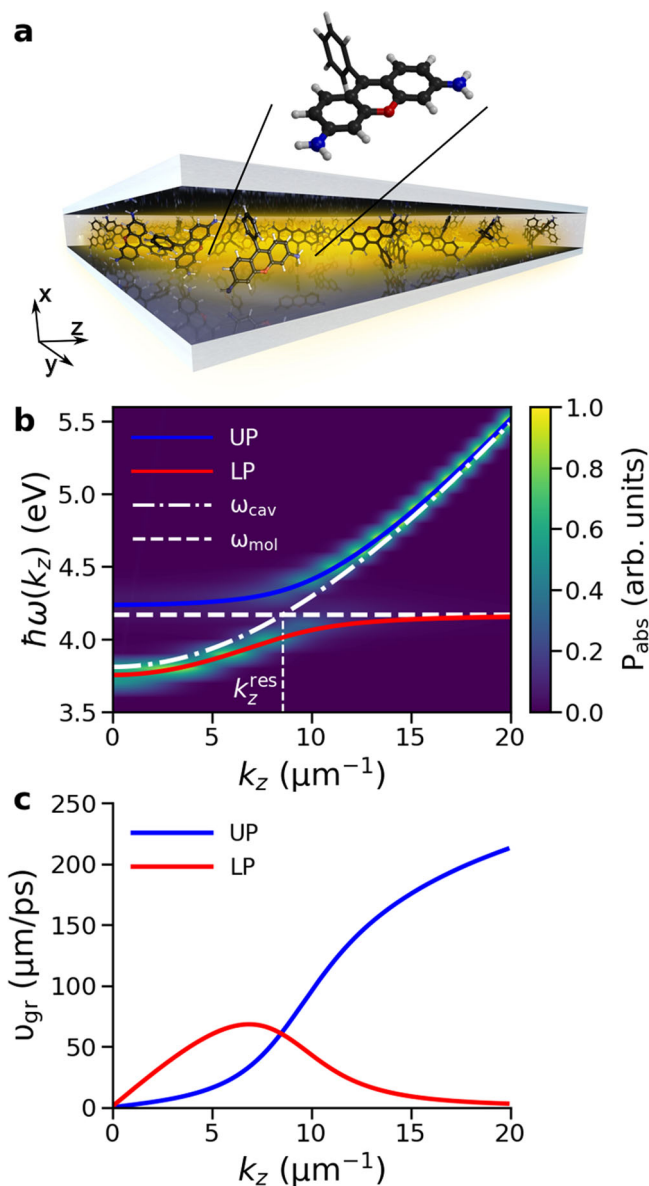 a
x
z
y
b
UP
LP
ω_cav
ω_mol
k_z^res
5.5
5.0
4.5
4.0
3.5
ħω(k_z) (eV)
0
5
10
15
20
k_z (μm⁻¹)
1.0
0.8
0.6
0.4
0.2
0.0
P_abs (arb. units)
c
UP
LP
250
200
150
100
50
0
υ_gr (μm/ps)
0
5
10
15
20
k_z (μm⁻¹)